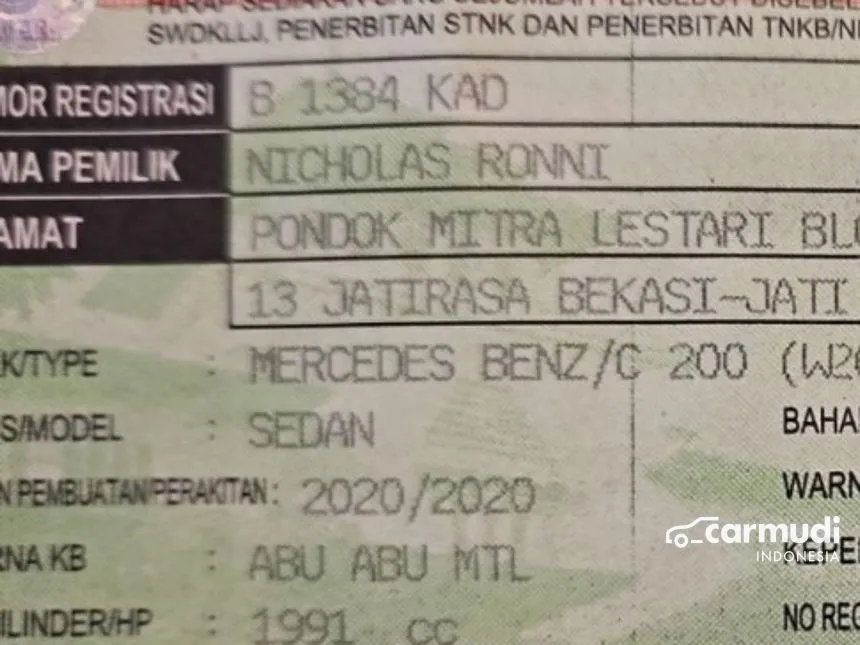 SWDKLLJ, PENERBITAN STNK DAN PENERBITAN
MOR REGISTRASI B 1384 KAD
MA PEMILIK NICHOLAS RONNI
AMAT PONDOK MITRA LESTARI BLO
13 JATIRASA BEKASI-JATI
K/TYPE : MERCEDES BENZ/C 200 (W20
S/MODEL : SEDAN BAHA
N PEMBUATAN/PERAKITAN : 2020/2020 WARN
RNA KB : ABU ABU MTL
carmudi
INDONESIA
ILINDER/HP : 1991 cc NO REG